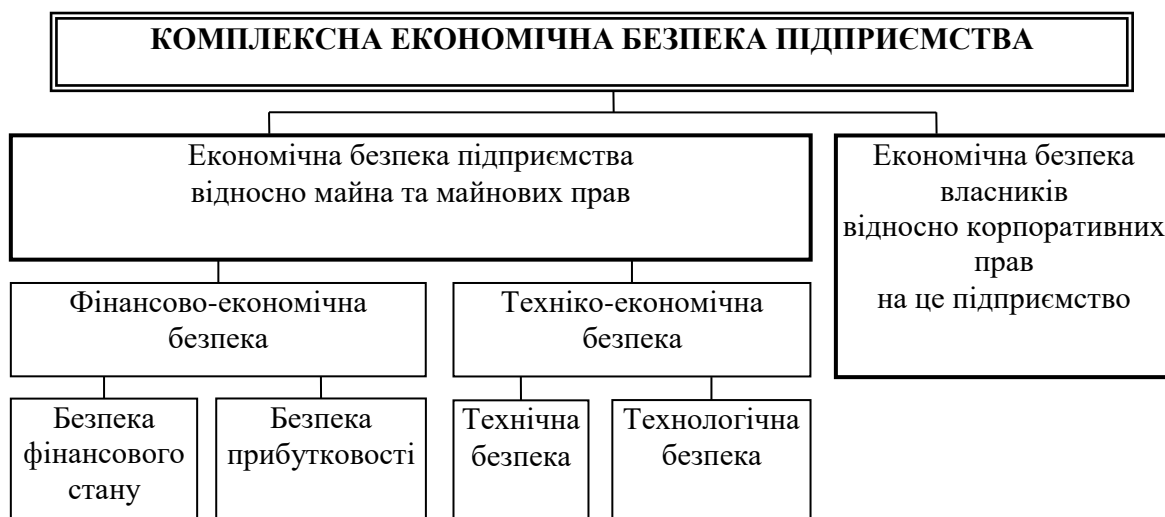 КОМПЛЕКСНА ЕКОНОМІЧНА БЕЗПЕКА ПІДПРИЄМСТВА
Економічна безпека підприємства
відносно майна та майнових прав
Економічна безпека
власників
відносно корпоративних
прав
на це підприємство
Фінансово-економічна
безпека
Техніко-економічна
безпека
Безпека
фінансового
стану
Безпека
прибутковості
Технічна
безпека
Технологічна
безпека